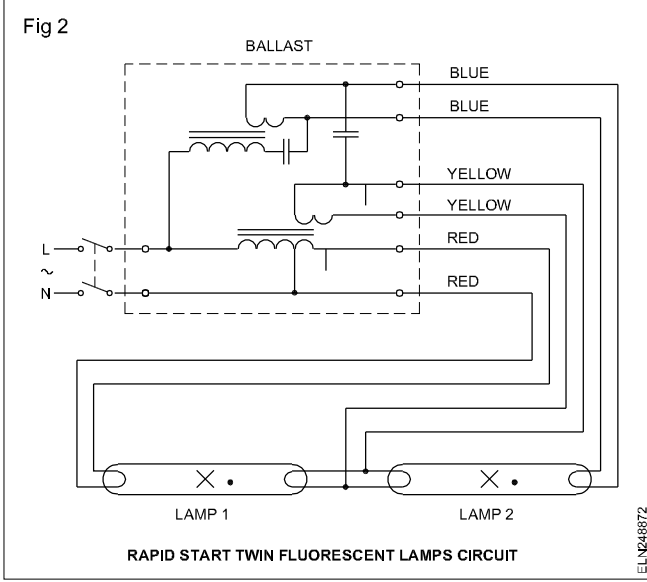 Fig 2
BALLAST
BLUE
BLUE
YELLOW
YELLOW
RED
RED
L
~
N
LAMP 1
LAMP 2
RAPID START TWIN FLUORESCENT LAMPS CIRCUIT
ELN248872